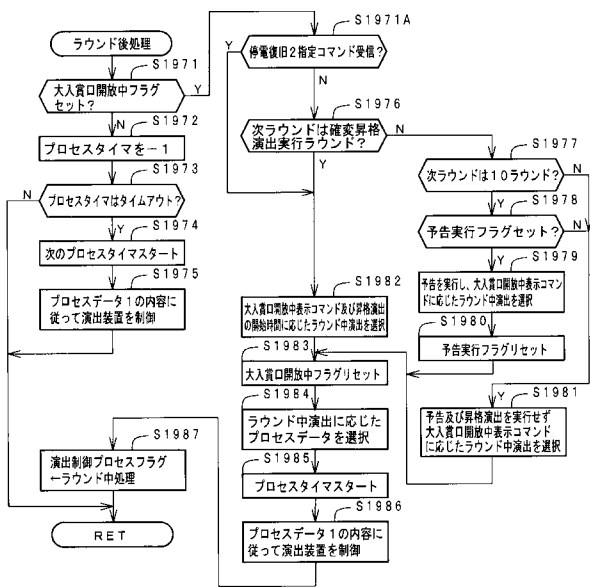 ラウンド後処理
S1971
大入賞口開放中フラグ
セット?
Y
N
S1972
プロセスタイマを－1
S1973
N
プロセスタイマはタイムアウト?
Y
S1974
次のプロセスタイマスタート
S1975
プロセスデータ1の内容に
従って演出装置を制御
S1987
演出制御プロセスフラグ
←ラウンド中処理
RET
S1971A
Y
停電復旧2指定コマンド受信?
N
S1976
次ラウンドは確変昇格
演出実行ラウンド?
N
Y
S1982
大入賞口開放中表示コマンド及び昇格演出
の開始時間に応じたラウンド中演出を選択
S1983
大入賞口開放中フラグリセット
S1984
ラウンド中演出に応じた
プロセスデータを選択
S1985
プロセスタイマスタート
S1986
プロセスデータ1の内容に
従って演出装置を制御
S1977
次ラウンドは10ラウンド?
N
Y
S1978
予告実行フラグセット?
N
Y
S1979
予告を実行し、大入賞口開放中表示コマン
ドに応じたラウンド中演出を選択
S1980
予告実行フラグリセット
Y
S1981
予告及び昇格演出を実行せず
大入賞口開放中表示コマンド
に応じたラウンド中演出を選択